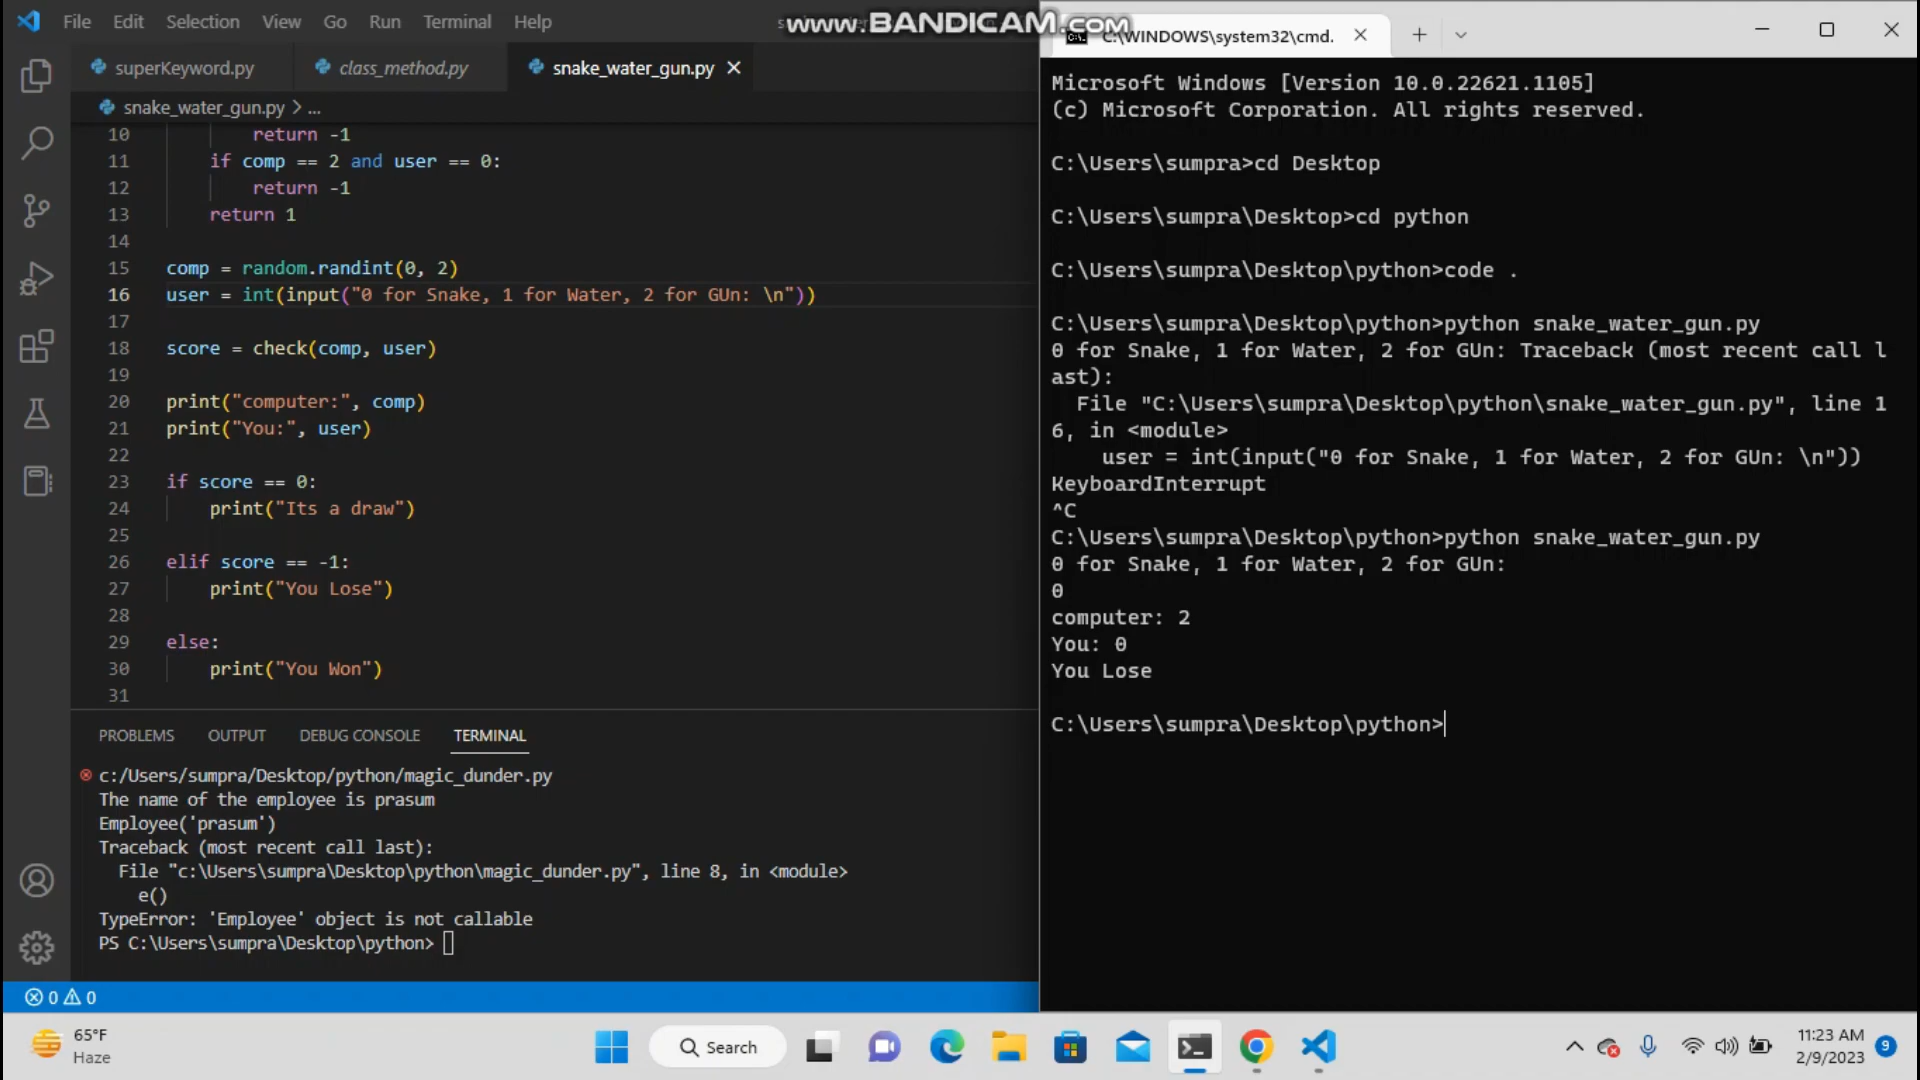 File Edit Selection View Go Run Terminal Help
www.BANDICAM.com
superKeyword.py class_method.py snake_water_gun.py
snake_water_gun.py > ...
10 return -1
11 if comp == 2 and user == 0:
12 return -1
13 return 1
14
15 comp = random.randint(0, 2)
16 user = int(input("0 for Snake, 1 for Water, 2 for GUn: \n"))
17
18 score = check(comp, user)
19
20 print("computer:", comp)
21 print("You:", user)
22
23 if score == 0:
24 print("Its a draw")
25
26 elif score == -1:
27 print("You Lose")
28
29 else:
30 print("You Won")
31
PROBLEMS OUTPUT DEBUG CONSOLE TERMINAL
c:/Users/sumpra/Desktop/python/magic_dunder.py
The name of the employee is prasum
Employee('prasum')
Traceback (most recent call last):
File "c:\Users\sumpra\Desktop\python\magic_dunder.py", line 8, in <module>
e()
TypeError: 'Employee' object is not callable
PS C:\Users\sumpra\Desktop\python>
0 0
C:\WINDOWS\system32\cmd.
Microsoft Windows [Version 10.0.22621.1105]
(c) Microsoft Corporation. All rights reserved.
C:\Users\sumpra>cd Desktop
C:\Users\sumpra\Desktop>cd python
C:\Users\sumpra\Desktop\python>code .
C:\Users\sumpra\Desktop\python>python snake_water_gun.py
0 for Snake, 1 for Water, 2 for GUn: Traceback (most recent call l
ast):
File "C:\Users\sumpra\Desktop\python\snake_water_gun.py", line 1
6, in <module>
user = int(input("0 for Snake, 1 for Water, 2 for GUn: \n"))
KeyboardInterrupt
^C
C:\Users\sumpra\Desktop\python>python snake_water_gun.py
0 for Snake, 1 for Water, 2 for GUn:
0
computer: 2
You: 0
You Lose
C:\Users\sumpra\Desktop\python>
65°F
Haze
Search
11:23 AM
2/9/2023
9